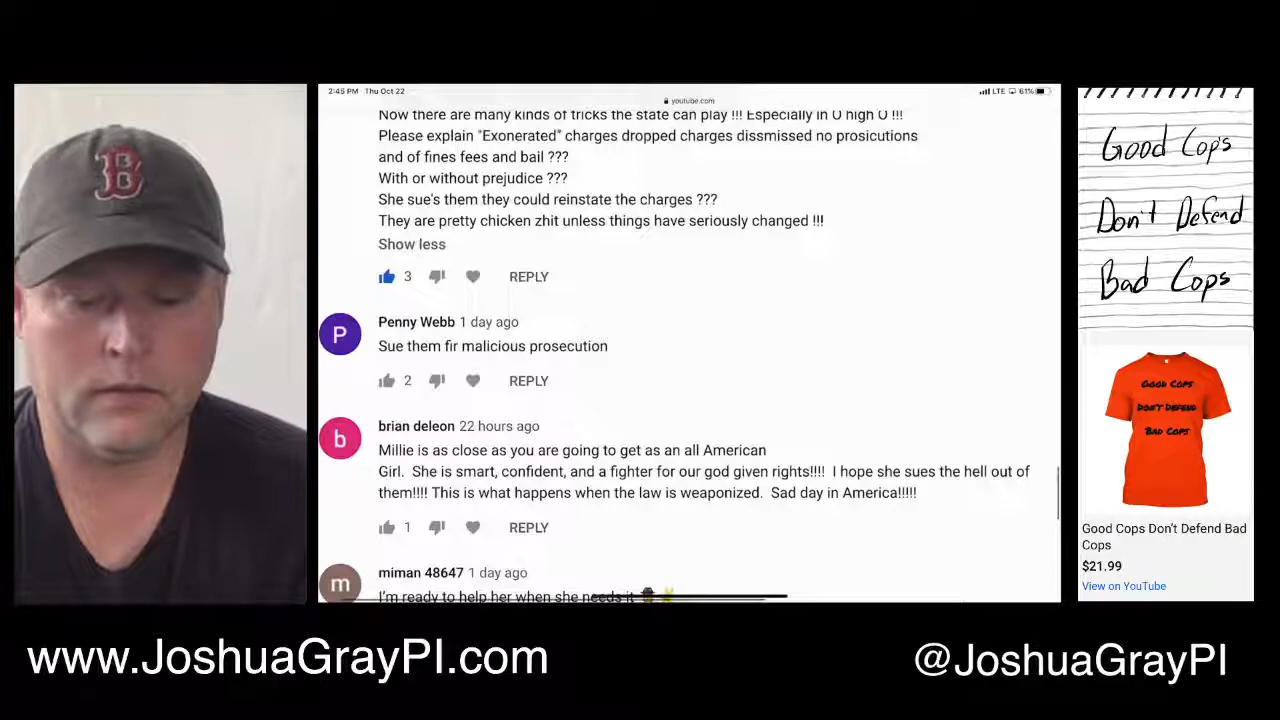 B
2:45 PM Thu Oct 22
youtube.com
LTE 61%
Now there are many kinds of tricks the state can play !!! Especially in O high O !!!
Please explain "Exonerated" charges dropped charges dissmissed no prosicutions
and of fines fees and bail ???
With or without prejudice ???
She sue's them they could reinstate the charges ???
They are pretty chicken zhit unless things have seriously changed !!!
Show less
3 REPLY
P
Penny Webb 1 day ago
Sue them fir malicious prosecution
2 REPLY
b
brian deleon 22 hours ago
Millie is as close as you are going to get as an all American
Girl. She is smart, confident, and a fighter for our god given rights!!!! I hope she sues the hell out of
them!!!! This is what happens when the law is weaponized. Sad day in America!!!!!
1 REPLY
m
miman 48647 1 day ago
I'm ready to help her when she needs it
Good Cops
Don't Defend
Bad Cops
Good Cops
Don't Defend
Bad Cops
Good Cops Don't Defend Bad
Cops
$21.99
View on YouTube
www.JoshuaGrayPI.com
@JoshuaGrayPI